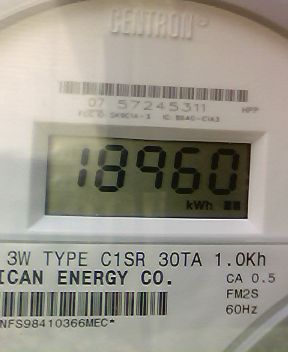 CENTRON
07 57245311 HPP
18960
kWh
3W TYPE C1SR 30TA 1.0Kh
ICAN ENERGY CO. CA 0.5
FM2S
60Hz
NFS98410366MEC*